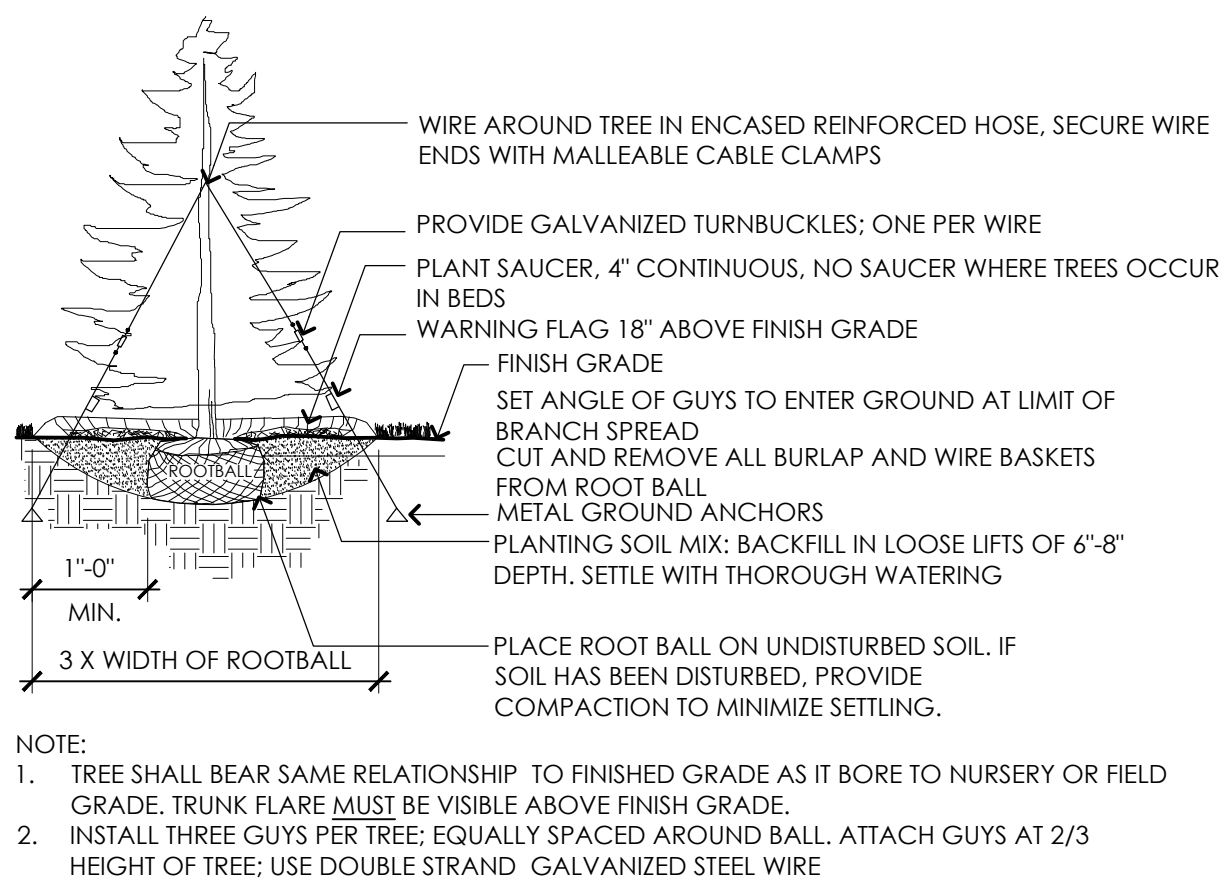 WIRE AROUND TREE IN ENCASED REINFORCED HOSE, SECURE WIRE
ENDS WITH MALLEABLE CABLE CLAMPS
PROVIDE GALVANIZED TURNBUCKLES; ONE PER WIRE
PLANT SAUCER, 4" CONTINUOUS, NO SAUCER WHERE TREES OCCUR
IN BEDS
WARNING FLAG 18" ABOVE FINISH GRADE
FINISH GRADE
SET ANGLE OF GUYS TO ENTER GROUND AT LIMIT OF
BRANCH SPREAD
CUT AND REMOVE ALL BURLAP AND WIRE BASKETS
FROM ROOT BALL
ROOTBALL
METAL GROUND ANCHORS
PLANTING SOIL MIX: BACKFILL IN LOOSE LIFTS OF 6"-8"
DEPTH. SETTLE WITH THOROUGH WATERING
1"-0"
MIN.
3 X WIDTH OF ROOTBALL
PLACE ROOT BALL ON UNDISTURBED SOIL. IF
SOIL HAS BEEN DISTURBED, PROVIDE
COMPACTION TO MINIMIZE SETTLING.
NOTE:
1. TREE SHALL BEAR SAME RELATIONSHIP TO FINISHED GRADE AS IT BORE TO NURSERY OR FIELD
GRADE. TRUNK FLARE MUST BE VISIBLE ABOVE FINISH GRADE.
2. INSTALL THREE GUYS PER TREE; EQUALLY SPACED AROUND BALL. ATTACH GUYS AT 2/3
HEIGHT OF TREE; USE DOUBLE STRAND GALVANIZED STEEL WIRE